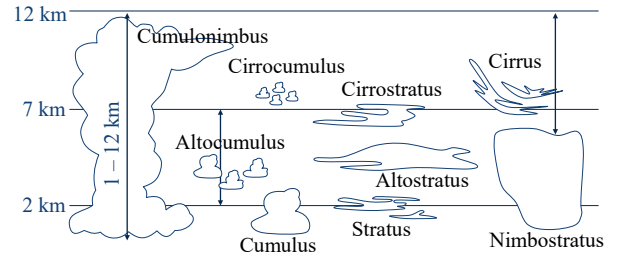 12 km
Cumulonimbus
Cirrocumulus
Cirrus
Cirrostratus
7 km
1 – 12 km
Altocumulus
Altostratus
2 km
Stratus
Cumulus
Nimbostratus